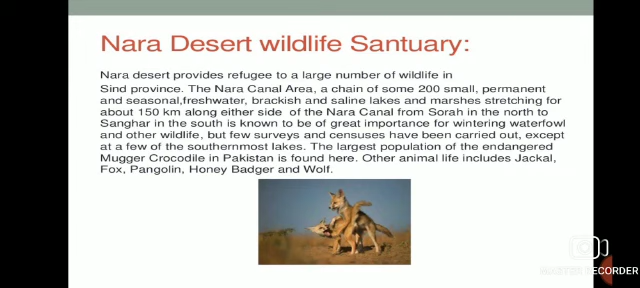 Nara Desert wildlife Santuary:
Nara desert provides refugee to a large number of wildlife in
Sind province. The Nara Canal Area, a chain of some 200 small, permanent
and seasonal,freshwater, brackish and saline lakes and marshes stretching for
about 150 km along either side of the Nara Canal from Sorah in the north to
Sanghar in the south is known to be of great importance for wintering waterfowl
and other wildlife, but few surveys and censuses have been carried out, except
at a few of the southernmost lakes. The largest population of the endangered
Mugger Crocodile in Pakistan is found here. Other animal life includes Jackal,
Fox, Pangolin, Honey Badger and Wolf.
MASTER RECORDER